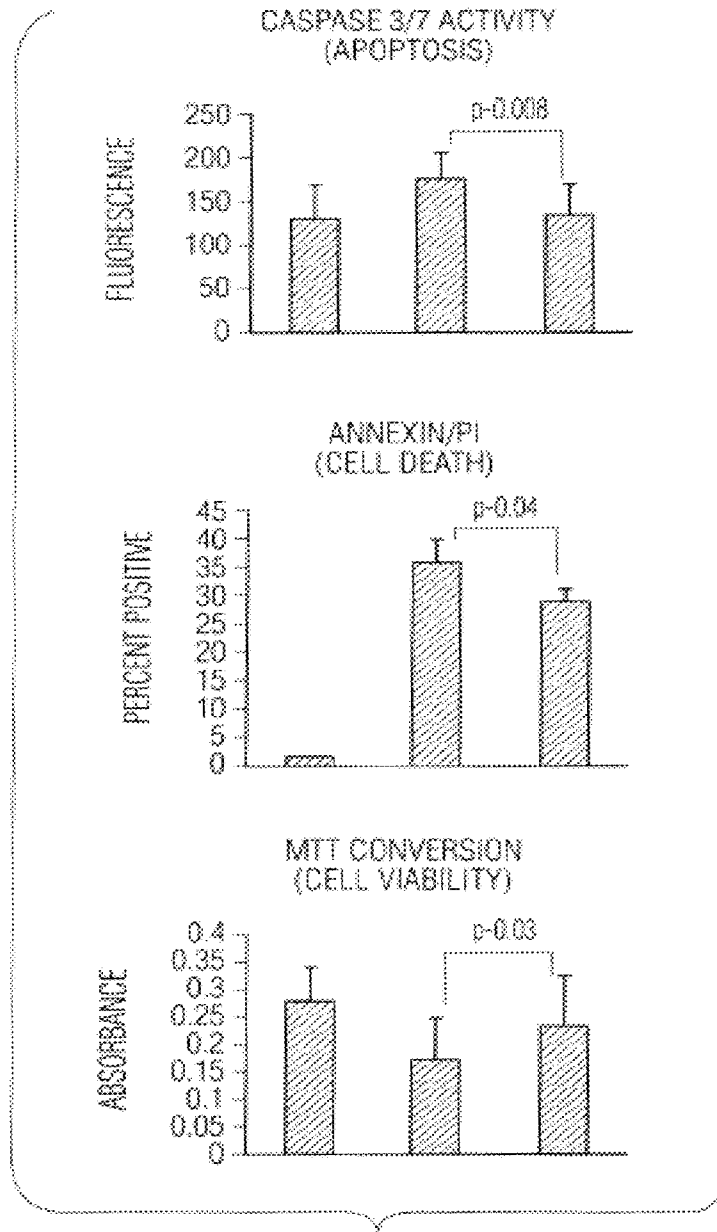 CASPASE 3/7 ACTIVITY
(APOPTOSIS)
p-0.008
FLUORESCENCE
250
200
150
100
50
0
ANNEXIN/PI
(CELL DEATH)
p-0.04
PERCENT POSITIVE
45
40
35
30
25
20
15
10
5
0
MTT CONVERSION
(CELL VIABILITY)
p-0.03
ABSORBANCE
0.4
0.35
0.3
0.25
0.2
0.15
0.1
0.05
0